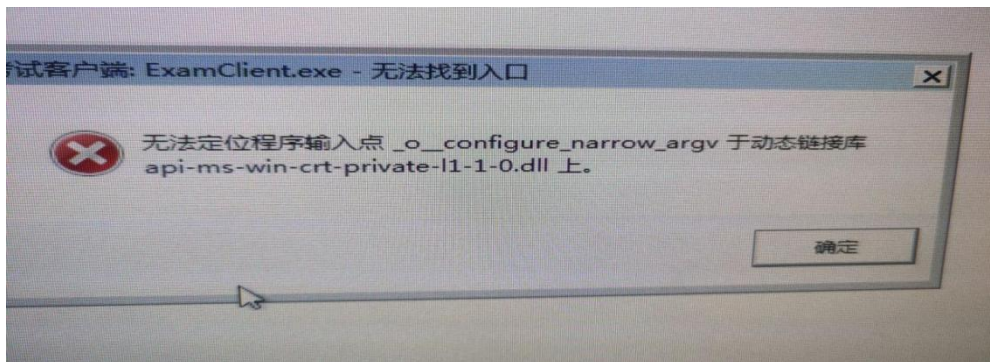 试客户端: ExamClient.exe - 无法找到入口
无法定位程序输入点 _o__configure_narrow_argv 于动态链接库
api-ms-win-crt-private-l1-1-0.dll 上。
确定